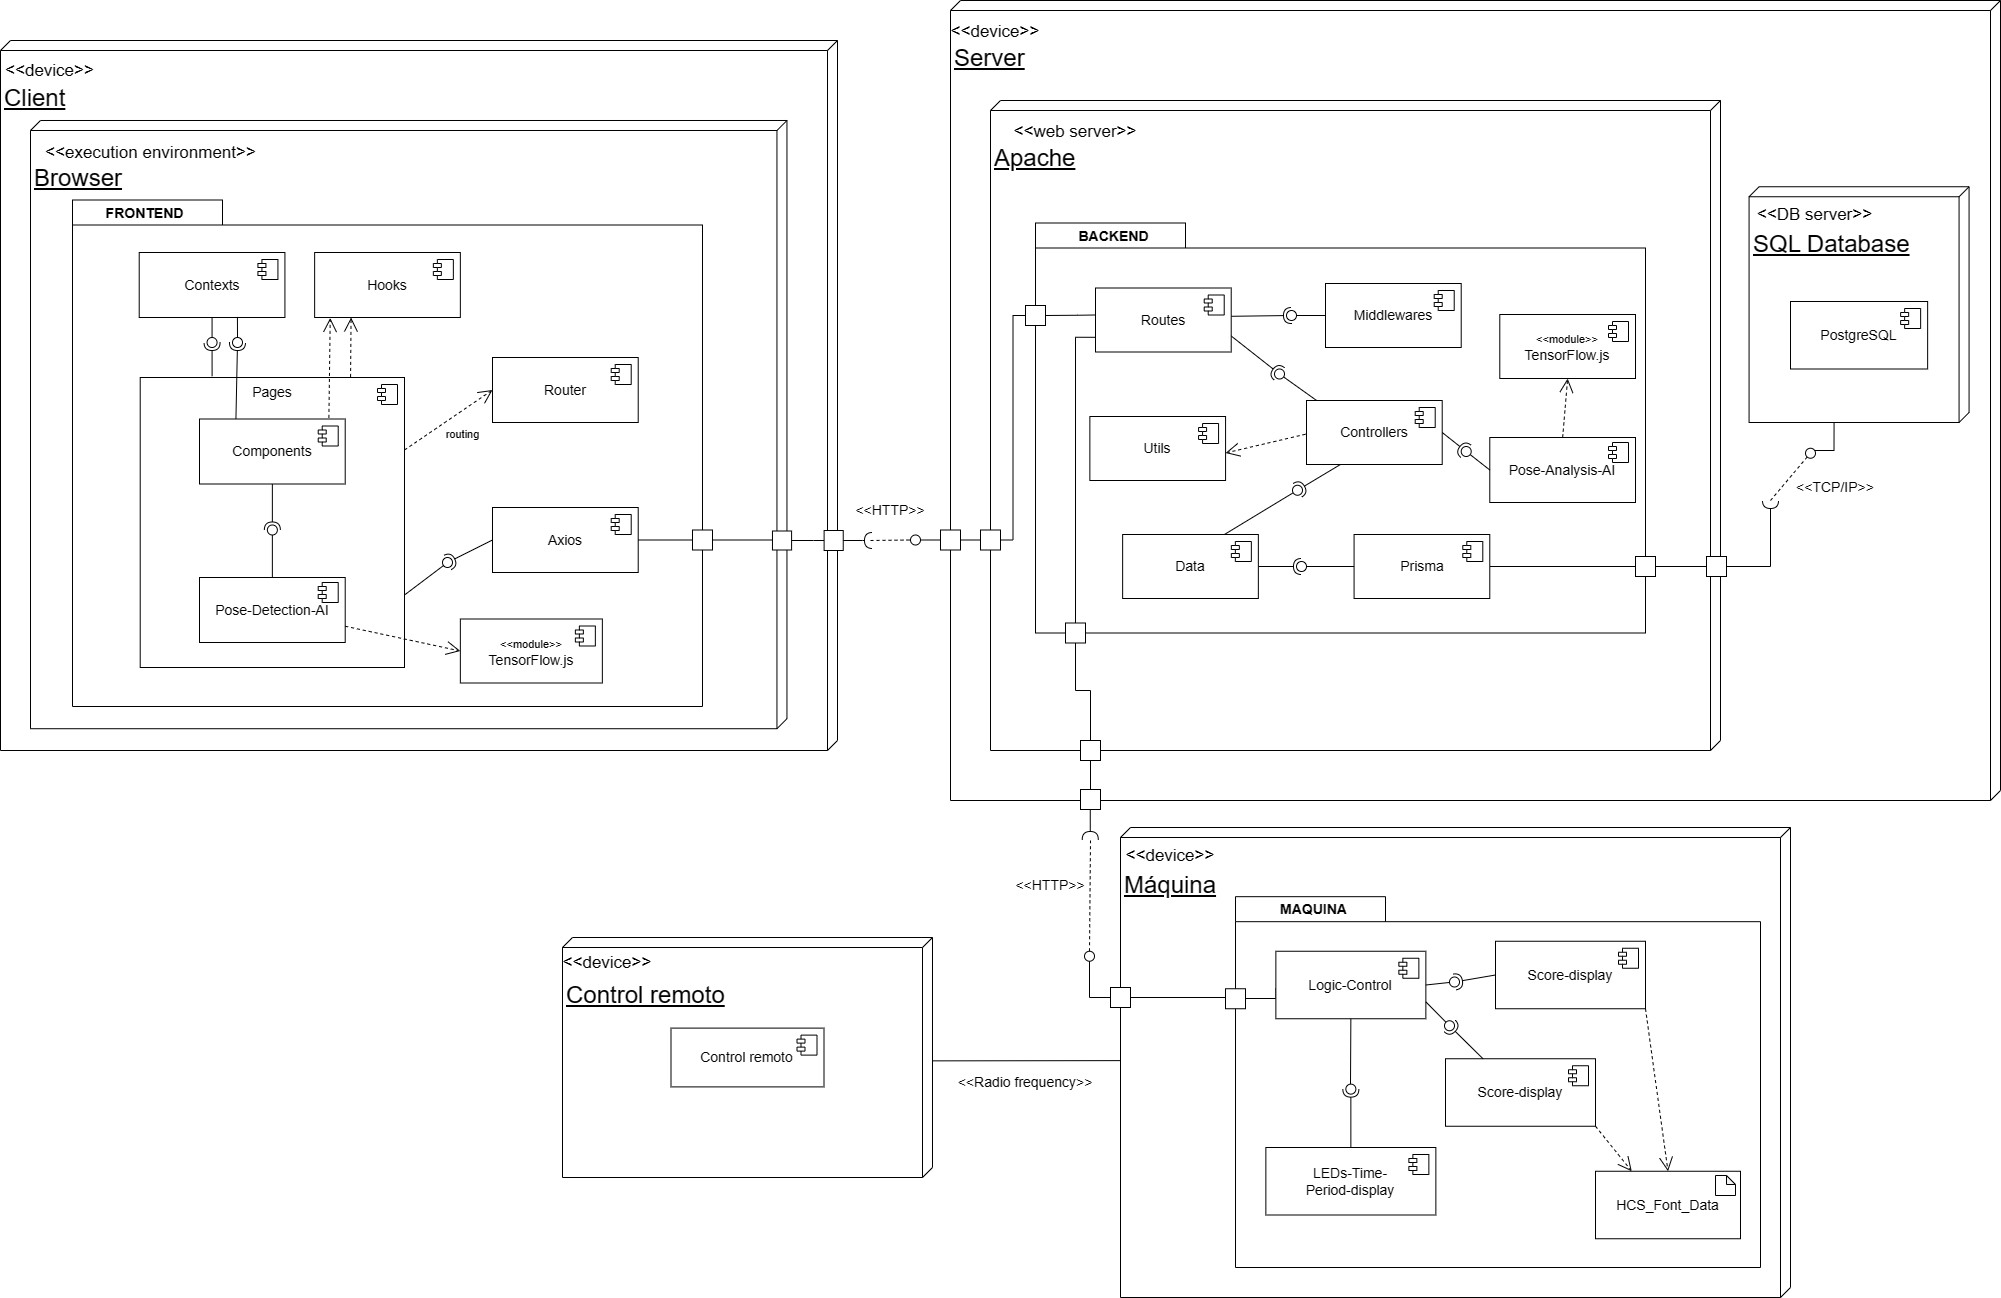 <<device>>
Client
<<execution environment>>
Browser
FRONTEND
Contexts
Hooks
Pages
Router
routing
Components
Axios
Pose-Detection-AI
<<module>>
TensorFlow.js
<<HTTP>>
<<device>>
Server
<<web server>>
Apache
BACKEND
Routes
Middlewares
<<module>>
TensorFlow.js
Utils
Controllers
Pose-Analysis-AI
Data
Prisma
<<DB server>>
SQL Database
PostgreSQL
<<TCP/IP>>
<<HTTP>>
<<device>>
Máquina
MAQUINA
Logic-Control
Score-display
Score-display
LEDs-Time-
Period-display
HCS_Font_Data
<<device>>
Control remoto
Control remoto
<<Radio frequency>>